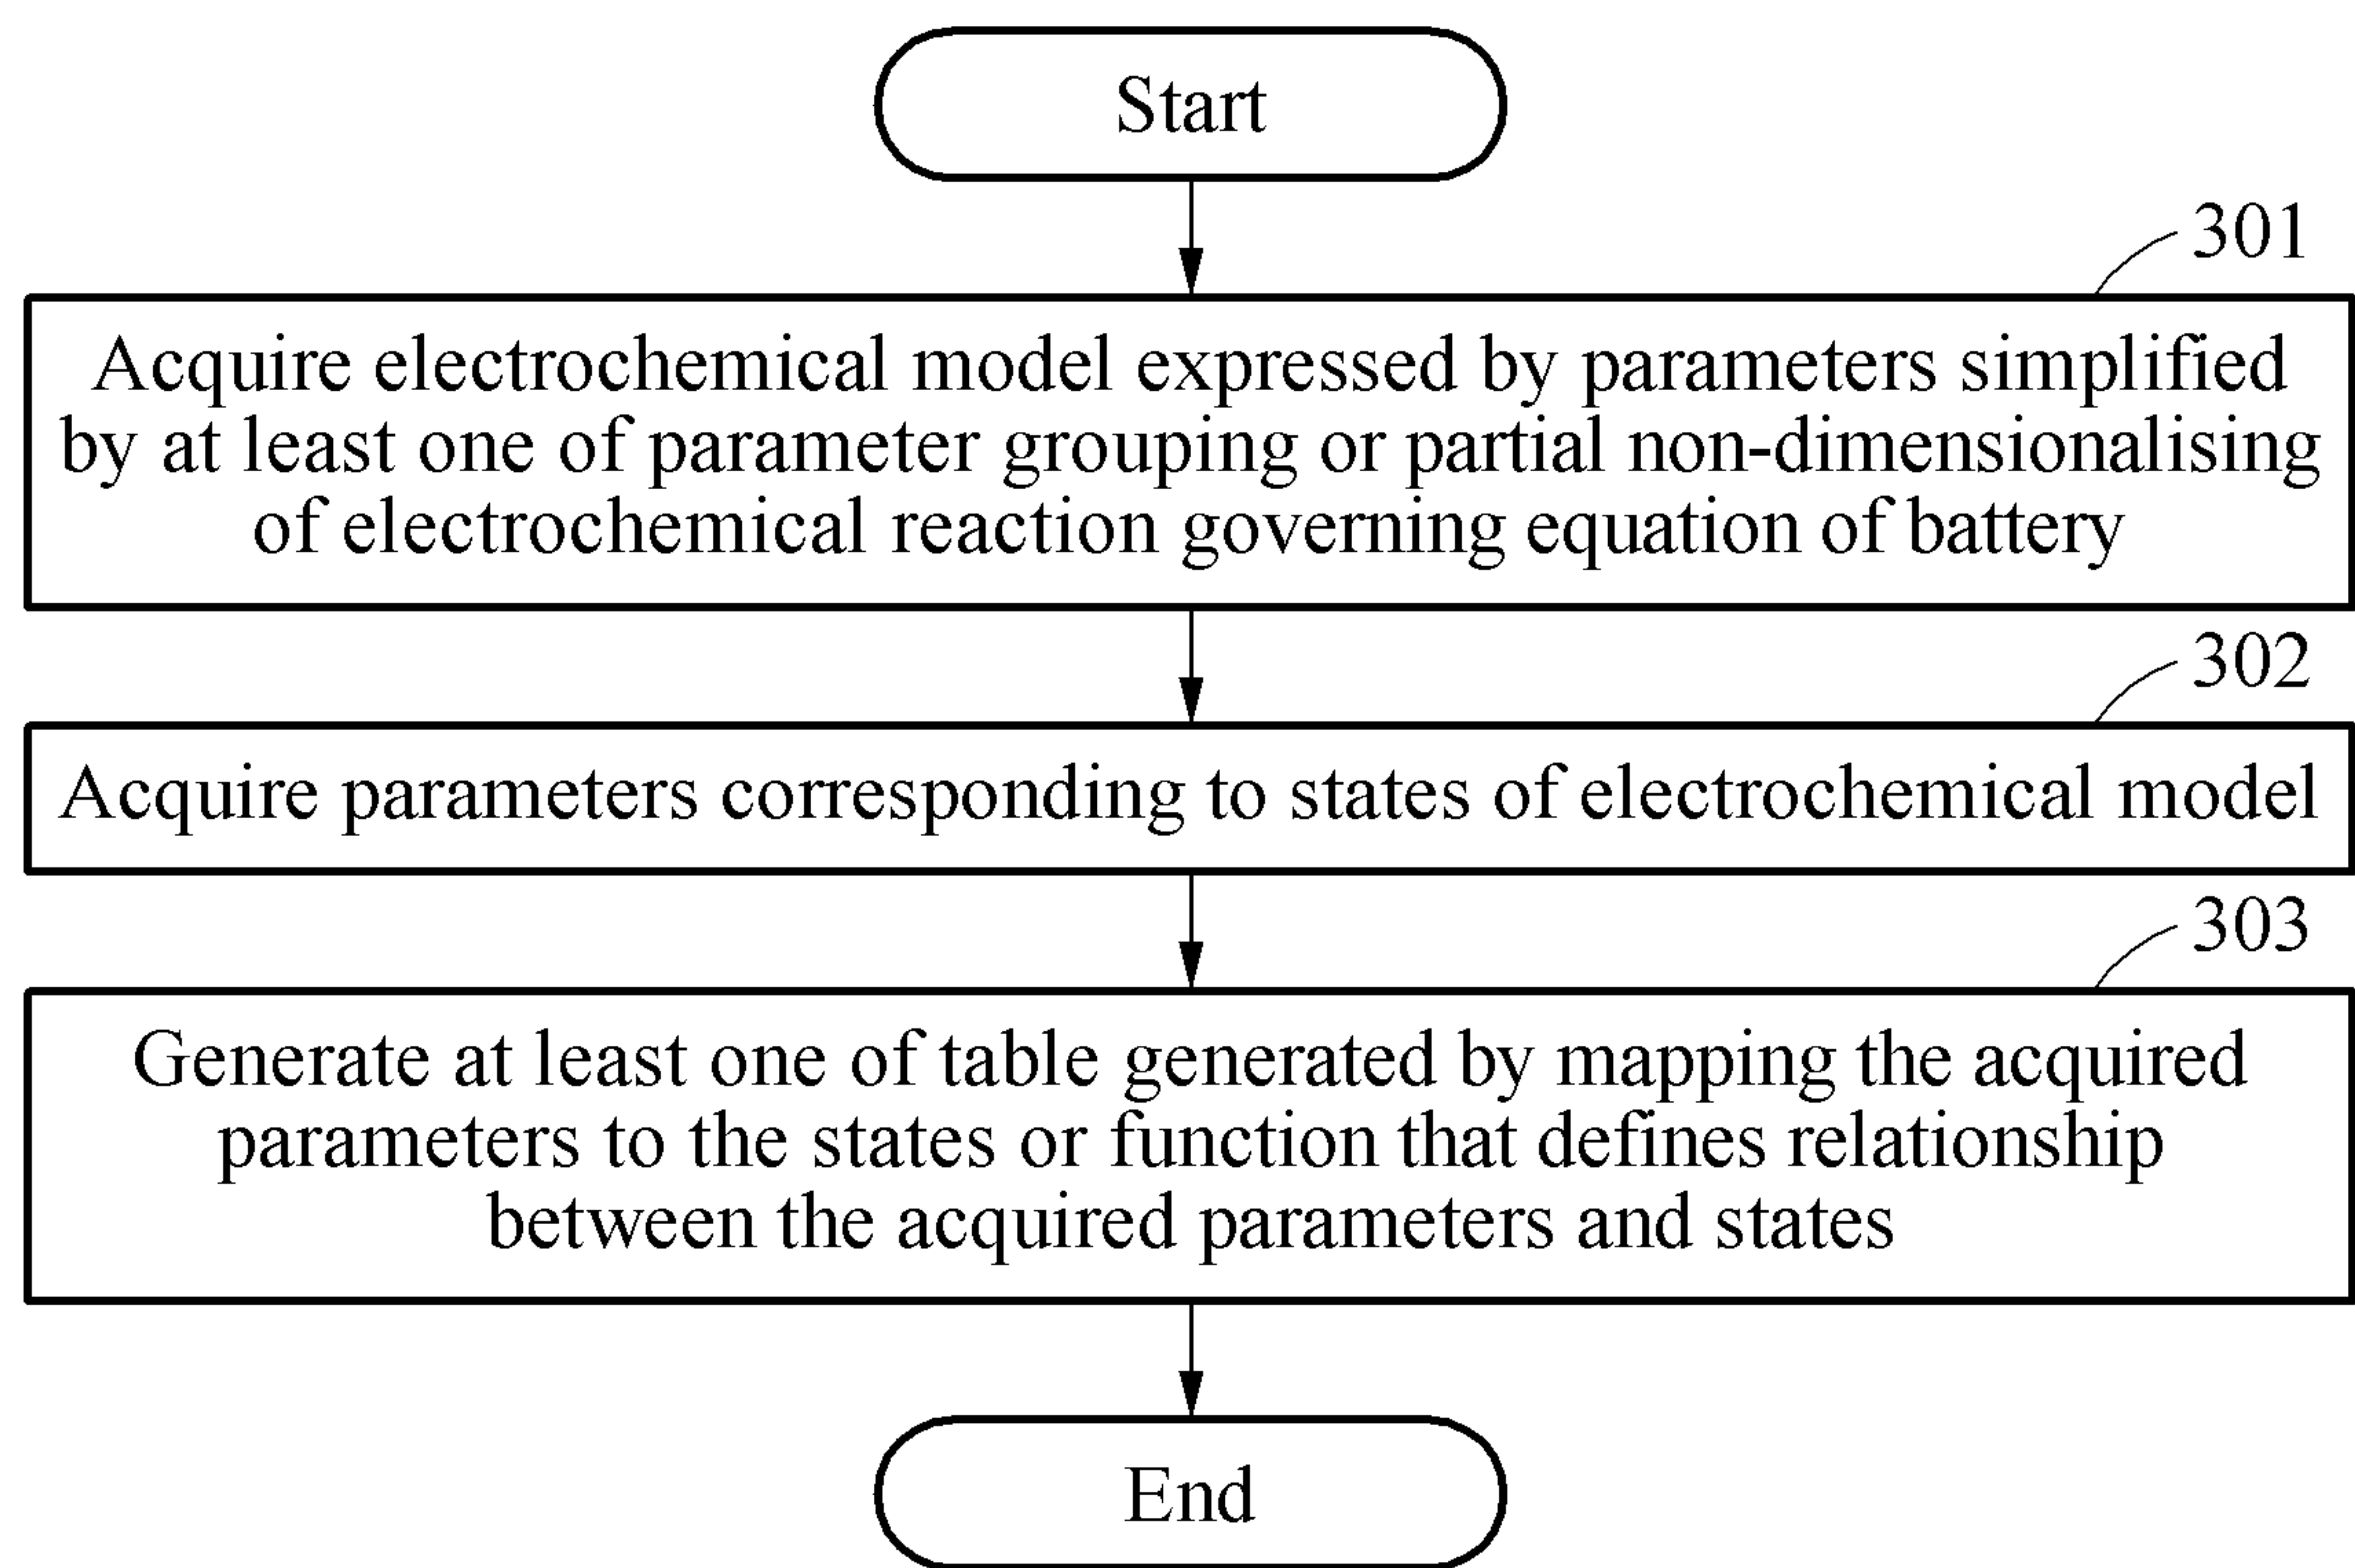 Start
301
Acquire electrochemical model expressed by parameters simplified
by at least one of parameter grouping or partial non-dimensionalising
of electrochemical reaction governing equation of battery
302
Acquire parameters corresponding to states of electrochemical model
303
Generate at least one of table generated by mapping the acquired
parameters to the states or function that defines relationship
between the acquired parameters and states
End